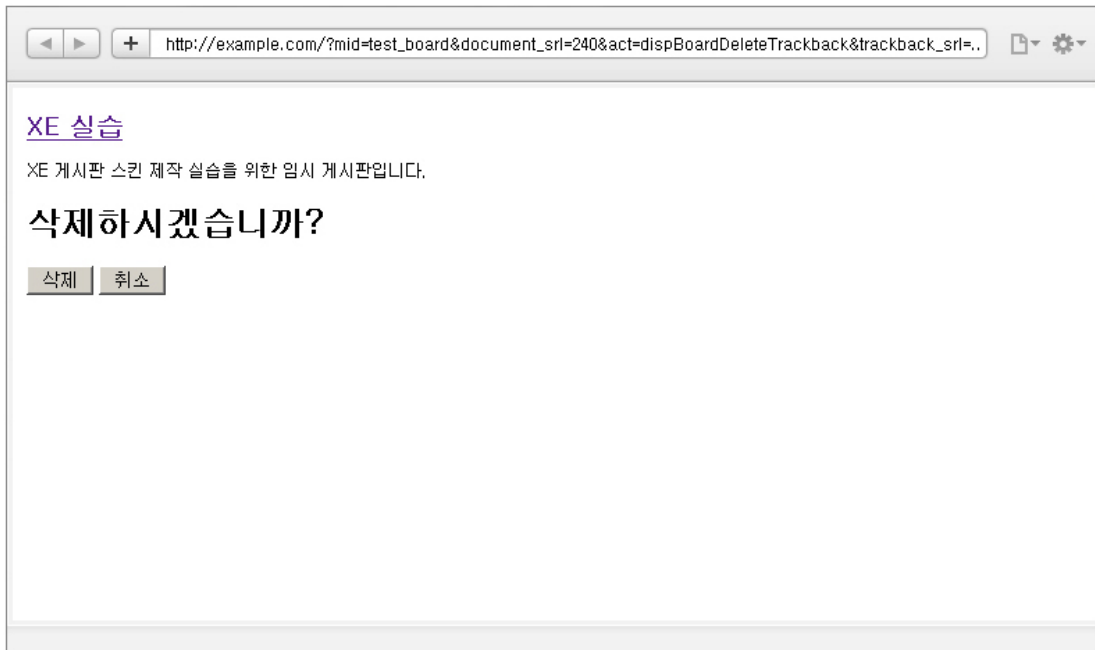 http://example.com/?mid=test_board&document_srl=240&act=dispBoardDeleteTrackback&trackback_srl=..
XE 실습
XE 게시판 스킨 제작 실습을 위한 임시 게시판입니다.
삭제하시겠습니까?
삭제 취소